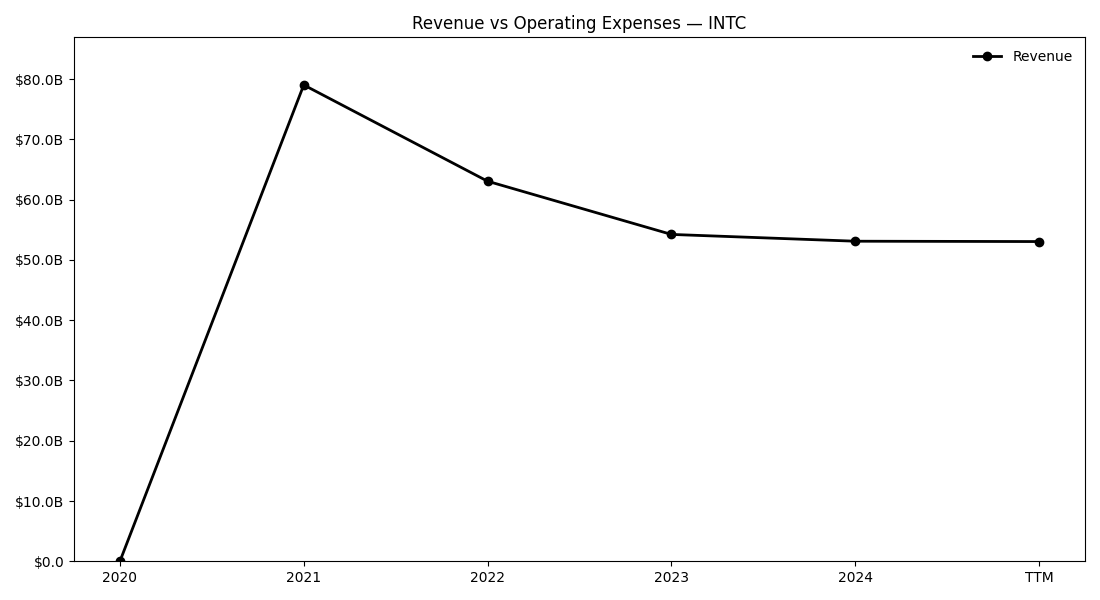 Revenue vs Operating Expenses — INTC
Revenue
$80.0B
$70.0B
$60.0B
$50.0B
$40.0B
$30.0B
$20.0B
$10.0B
$0.0
2020 2021 2022 2023 2024 TTM